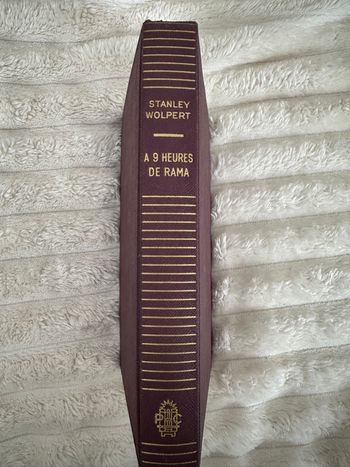 STANLEY
WOLPERT
A 9 HEURES
DE RAMA